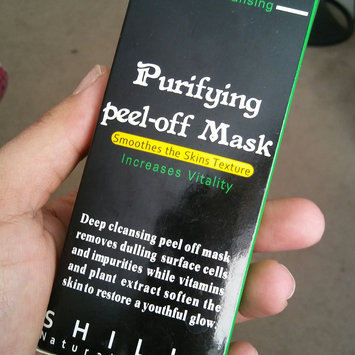 Purifying
peel-off Mask
Smoothes the Skins Texture
Increases Vitality
Deep cleansing peel off mask
removes dulling surface cells
and impurities while vitamins
and plant extract soften the
skin to restore a youthful glow